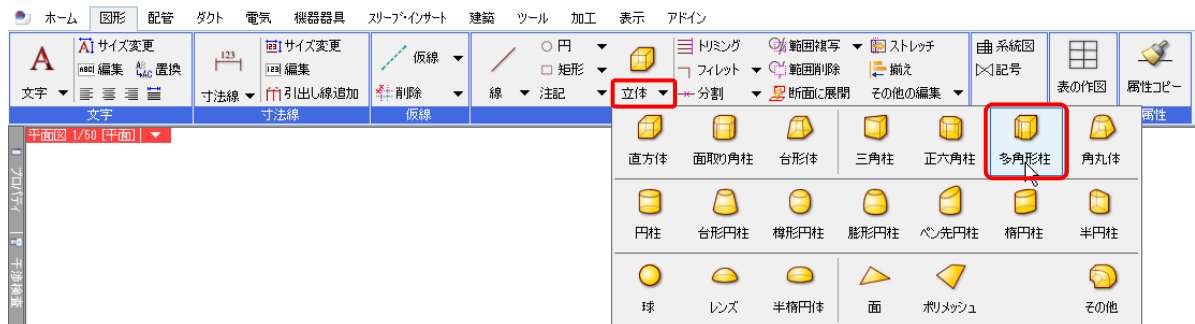 ホーム 図形 配管 ダクト 電気 機器器具 スリーブ・インサート 建築 ツール 加工 表示 アドイン
A A サイズ変更 123 123 サイズ変更 仮線 円 トリミング 範囲複写 ストレッチ 系統図
ABC 編集 AC 置換 123 編集 矩形 フィレット 範囲削除 揃え 記号
文字 寸法線 引出し線追加 削除 線 注記 立体 分割 断面に展開 その他の編集 表の作図 属性コピー
文字 寸法線 仮線 属性
平面図 1/50 [平面]
プロパティ
干渉検査
直方体 面取り角柱 台形体 三角柱 正六角柱 多角形柱 角丸体
円柱 台形円柱 樽形円柱 膨形円柱 ペン先円柱 楕円柱 半円柱
球 レンズ 半楕円体 面 ポリメッシュ その他